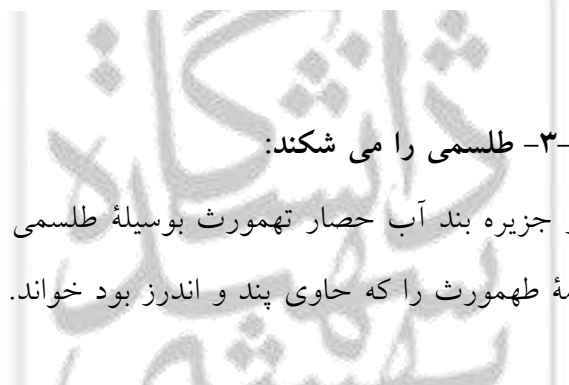 -۳- طلسمی را می شکند:
جزیره بند آب حصار تهمورث بوسیلهٔ طلسمی
طهمورث را که حاوی پند و اندرز بود خواند.